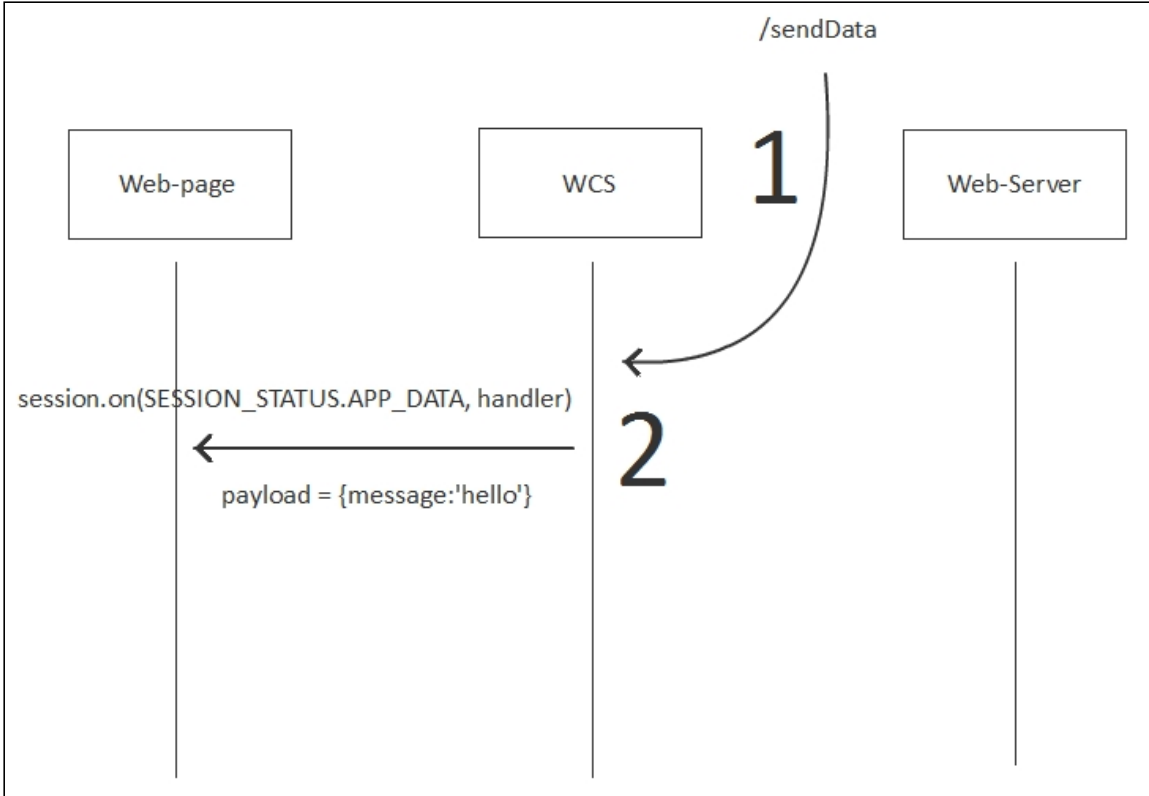 /sendData
Web-page
WCS
1
Web-Server
session.on(SESSION_STATUS.APP_DATA, handler)
2
payload = {message:'hello'}